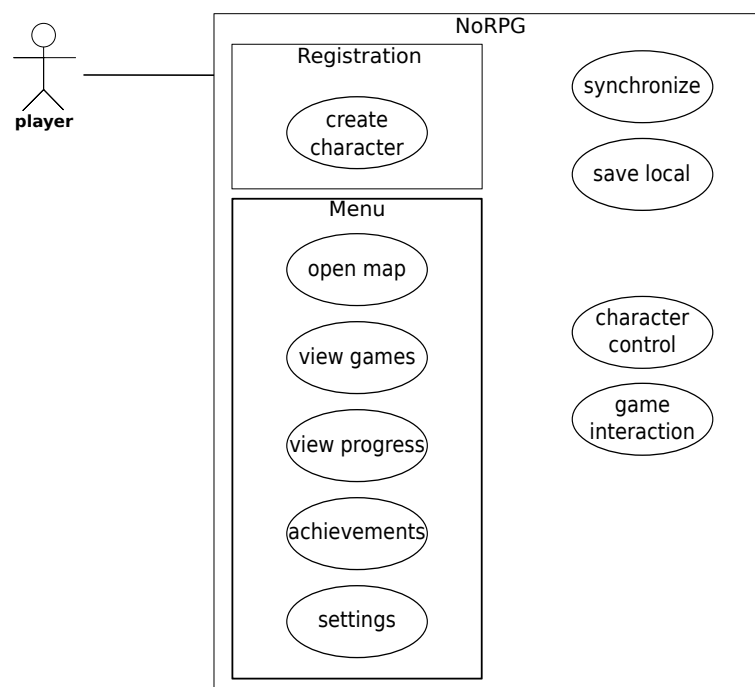 NoRPG
player
Registration
create
character
Menu
open map
view games
view progress
achievements
settings
synchronize
save local
character
control
game
interaction